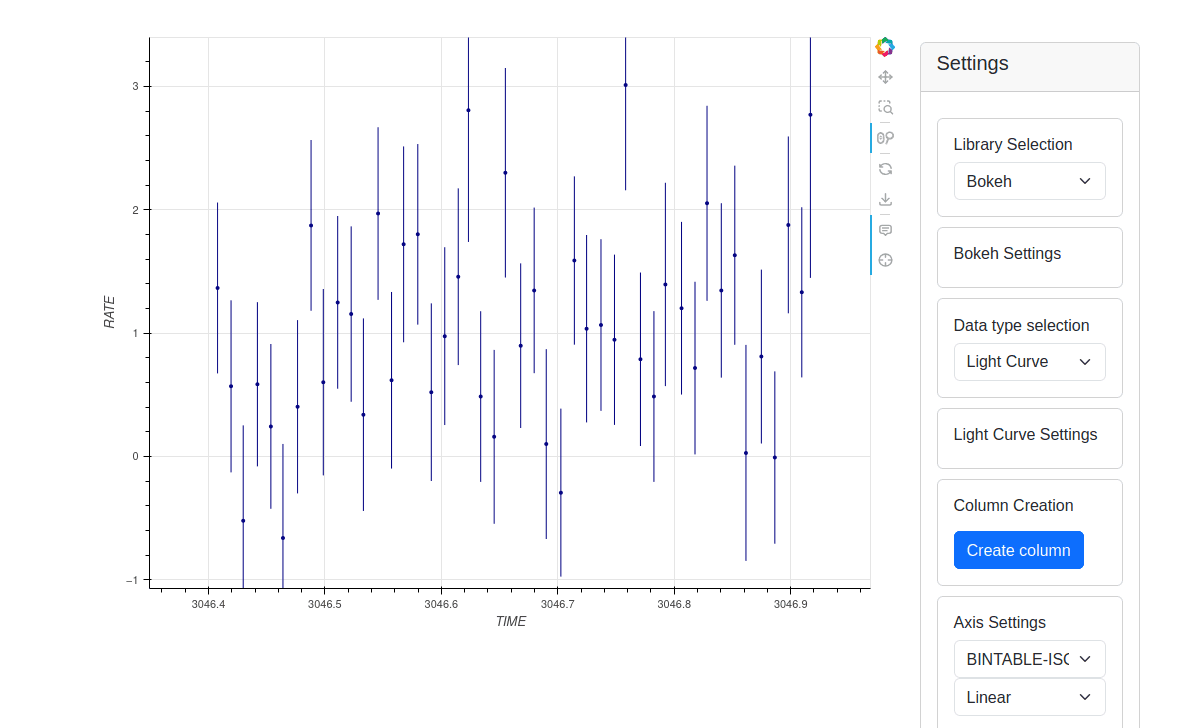 3
2
1
0
−1
RATE
3046.4 3046.5 3046.6 3046.7 3046.8 3046.9
TIME
Settings
Library Selection
Bokeh
Bokeh Settings
Data type selection
Light Curve
Light Curve Settings
Column Creation
Create column
Axis Settings
BINTABLE-ISC
Linear